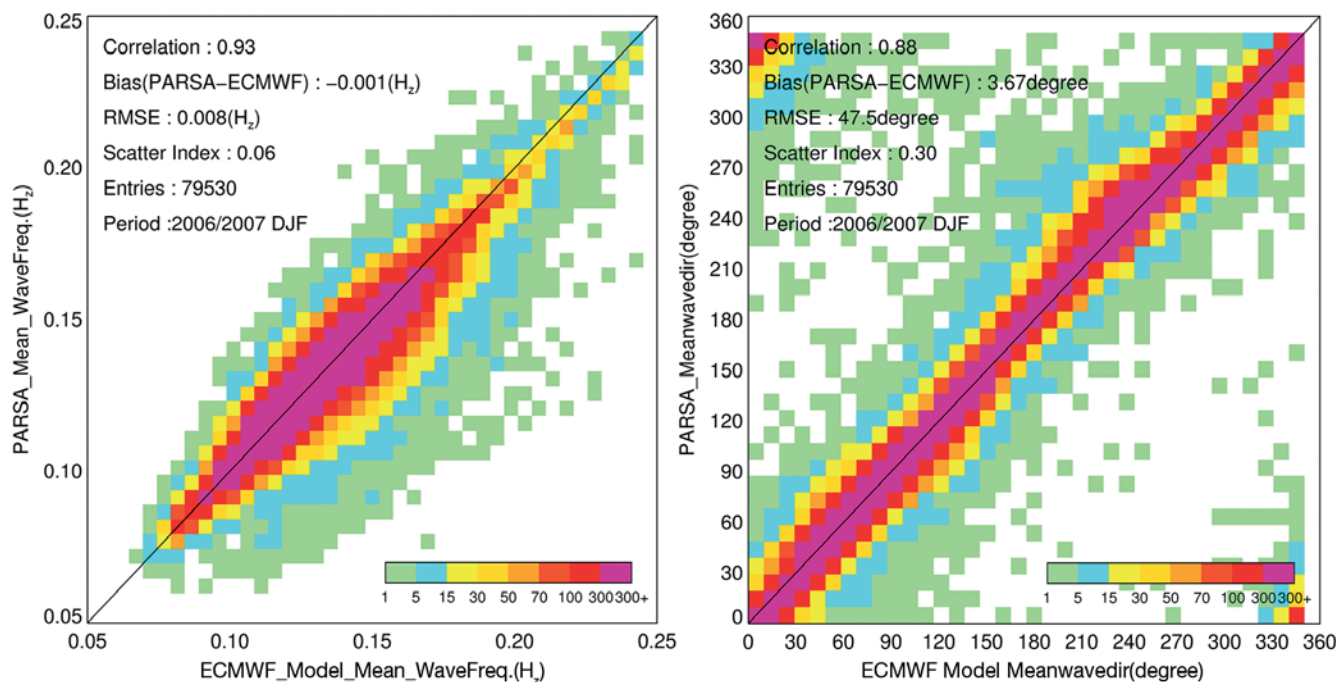 0.25
0.20
0.15
0.10
0.05
PARSA_Mean_WaveFreq.(Hz)
Correlation : 0.93
Bias(PARSA−ECMWF) : −0.001(Hz)
RMSE : 0.008(Hz)
Scatter Index : 0.06
Entries : 79530
Period :2006/2007 DJF
1 5 15 30 50 70 100 300 300+
0.05 0.10 0.15 0.20 0.25
ECMWF_Model_Mean_WaveFreq.(Hz)
360
330
300
270
240
210
180
150
120
90
60
30
0
PARSA_Meanwavedir(degree)
Correlation : 0.88
Bias(PARSA−ECMWF) : 3.67degree
RMSE : 47.5degree
Scatter Index : 0.30
Entries : 79530
Period :2006/2007 DJF
1 5 15 30 50 70 100 300 300+
0 30 60 90 120 150 180 210 240 270 300 330 360
ECMWF Model Meanwavedir(degree)